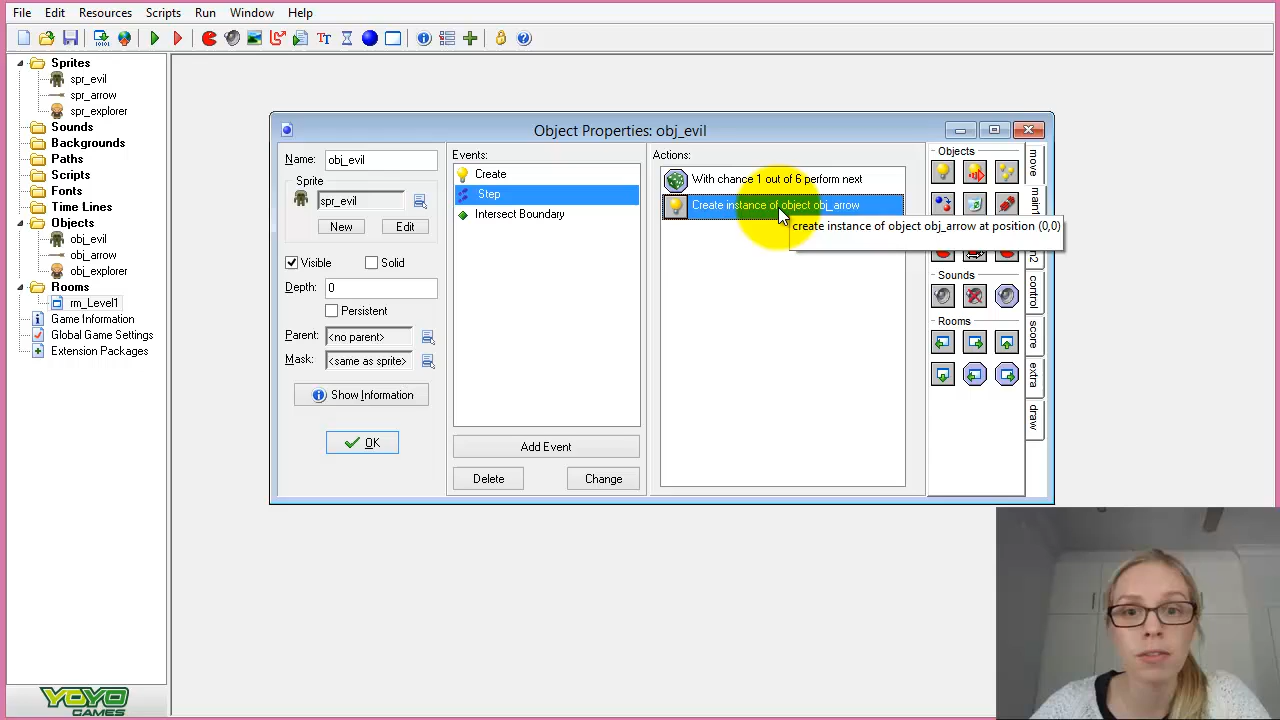 File Edit Resources Scripts Run Window Help
Sprites
spr_evil
spr_arrow
spr_explorer
Sounds
Backgrounds
Paths
Scripts
Fonts
Time Lines
Objects
obj_evil
obj_arrow
obj_explorer
Rooms
rm_Level1
Game Information
Global Game Settings
Extension Packages
YOYO
GAMES
Object Properties: obj_evil
Name: obj_evil
Sprite
spr_evil
New Edit
Visible Solid
Depth: 0
Persistent
Parent: <no parent>
Mask: <same as sprite>
Show Information
OK
Events:
Create
Step
Intersect Boundary
Add Event
Delete Change
Actions:
With chance 1 out of 6 perform next
Create instance of object obj_arrow
create instance of object obj_arrow at position (0,0)
Objects
Sounds
Rooms
move
main1
control
score
extra
draw